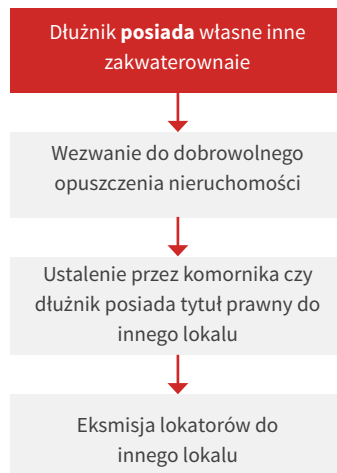 Dłużnik posiada własne inne
zakwaterownaie
Wezwanie do dobrowolnego
opuszczenia nieruchomości
Ustalenie przez komornika czy
dłużnik posiada tytuł prawny do
innego lokalu
Eksmisja lokatorów do
innego lokalu